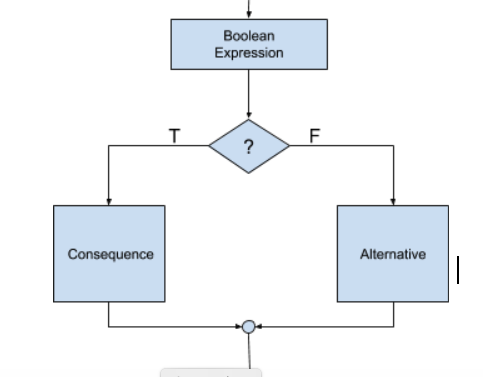 Boolean
Expression
T
?
F
Consequence
Alternative